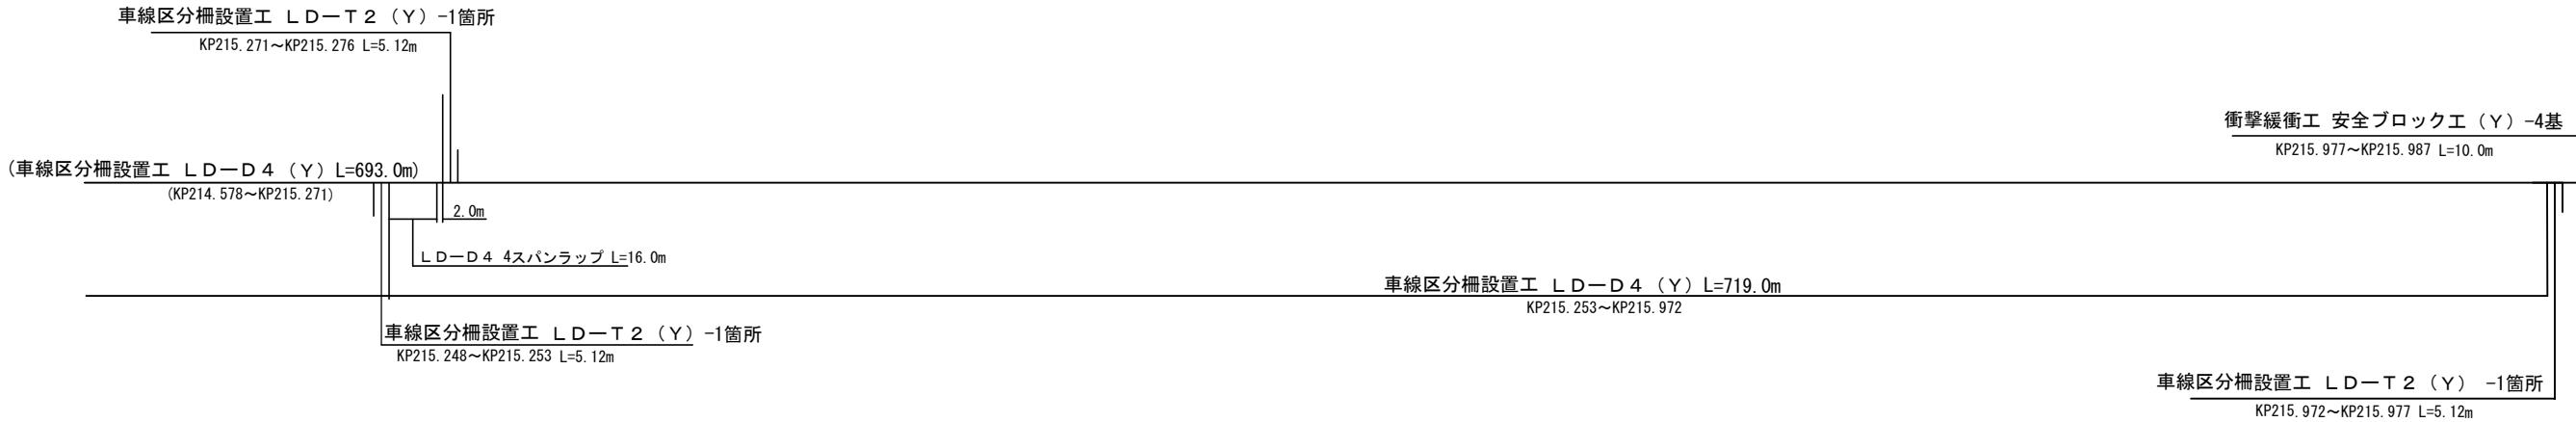 車線区分柵設置工 ＬＤ－Ｔ２（Ｙ）-1箇所
KP215.271～KP215.276 L=5.12m
衝撃緩衝工 安全ブロック工（Ｙ）-4基
KP215.977～KP215.987 L=10.0m
(車線区分柵設置工 ＬＤ－Ｄ４（Ｙ）L=693.0m)
(KP214.578～KP215.271)
2.0m
ＬＤ－Ｄ４ 4スパンラップ L=16.0m
車線区分柵設置工 ＬＤ－Ｄ４（Ｙ）L=719.0m
KP215.253～KP215.972
車線区分柵設置工 ＬＤ－Ｔ２（Ｙ）-1箇所
KP215.248～KP215.253 L=5.12m
車線区分柵設置工 ＬＤ－Ｔ２（Ｙ） -1箇所
KP215.972～KP215.977 L=5.12m